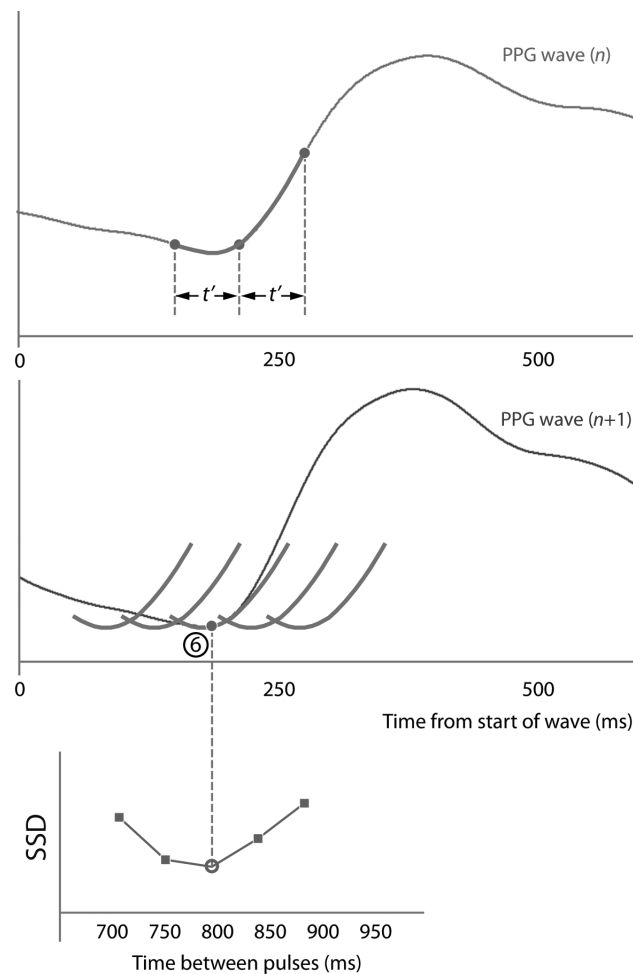 PPG wave (n)
t′ t′
0 250 500
PPG wave (n+1)
6
0 250 500
Time from start of wave (ms)
SSD
700 750 800 850 900 950
Time between pulses (ms)